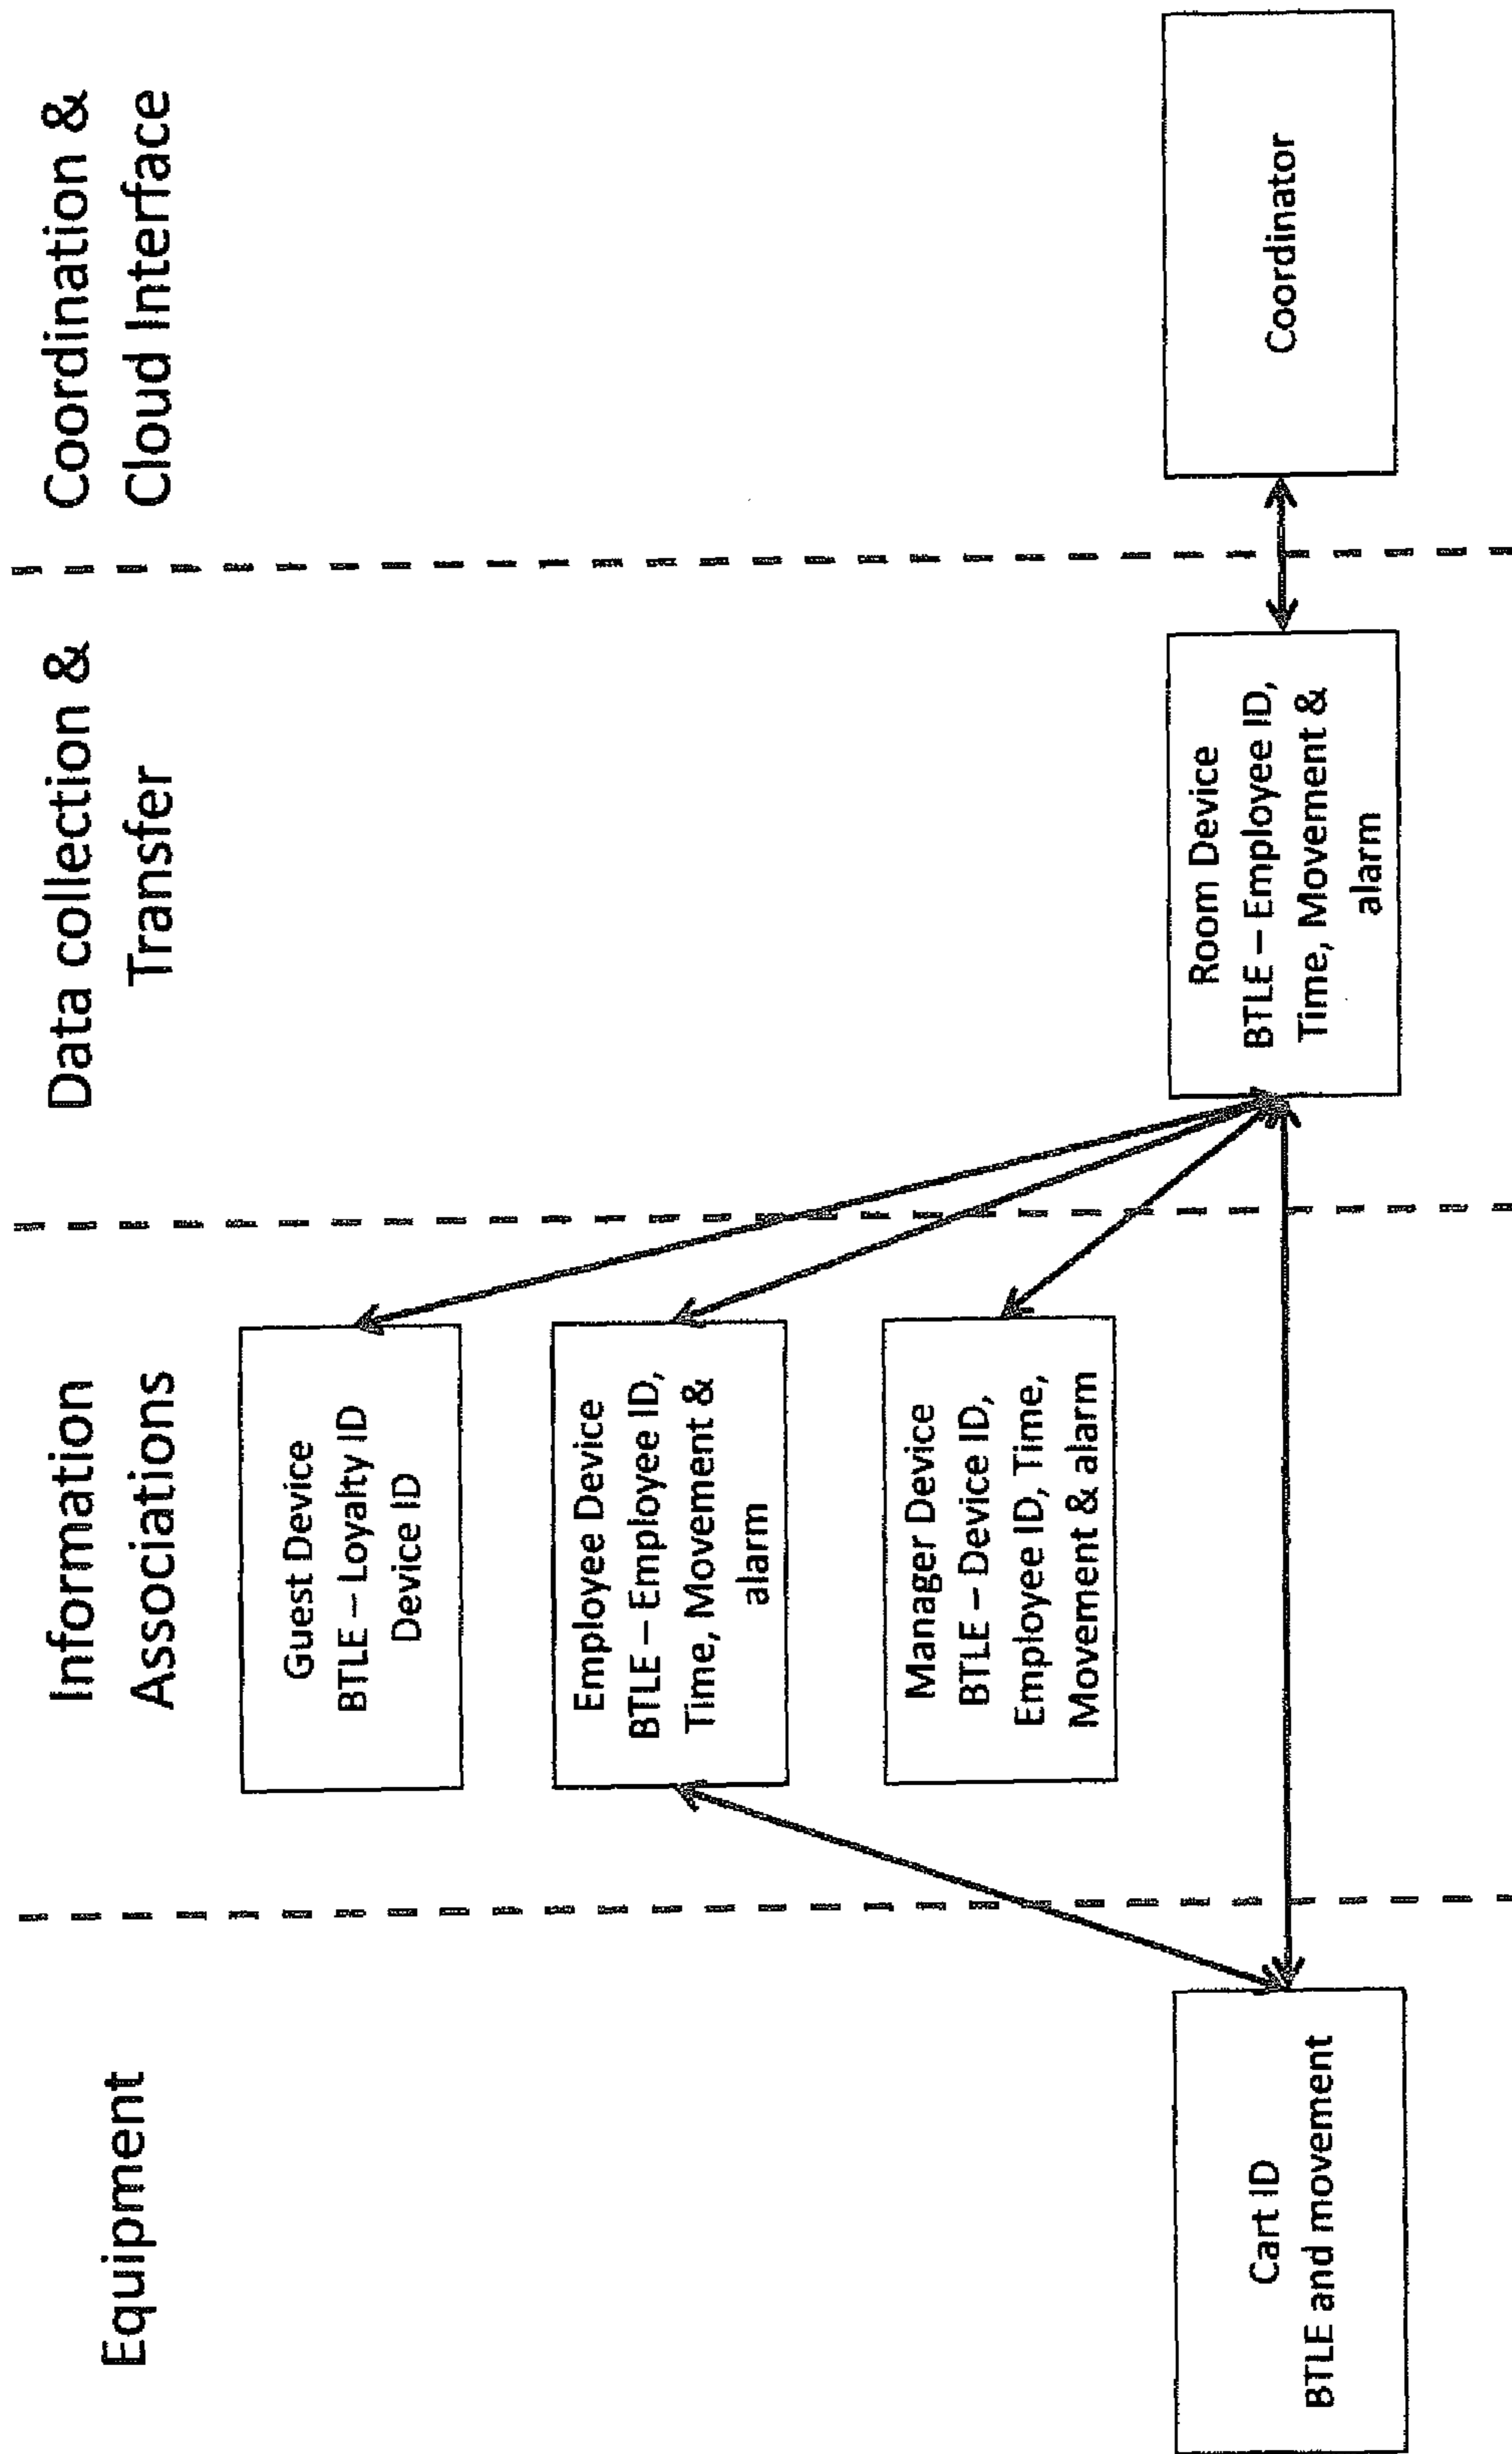 Equipment
Information
Associations
Data collection &
Transfer
Coordination &
Cloud Interface
Guest Device
BTLE – Loyalty ID
Device ID
Employee Device
BTLE – Employee ID,
Time, Movement &
alarm
Manager Device
BTLE – Device ID,
Employee ID, Time,
Movement & alarm
Cart ID
BTLE and movement
Room Device
BTLE – Employee ID,
Time, Movement &
alarm
Coordinator